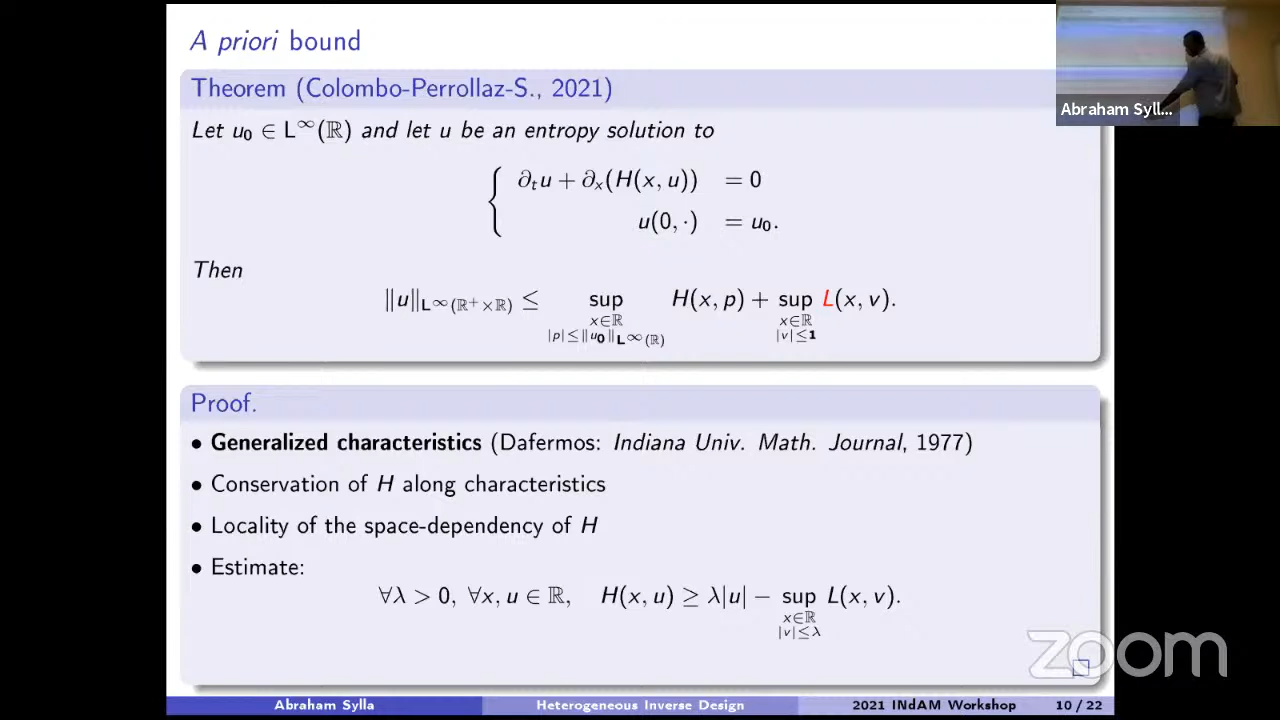 A priori bound
Theorem (Colombo-Perrollaz-S., 2021)
Let u₀ ∈ L^∞(ℝ) and let u be an entropy solution to
{ ∂ₜu + ∂ₓ(H(x, u)) = 0
u(0, ·) = u₀.
Then
‖u‖_{L^∞(ℝ⁺×ℝ)} ≤ sup_{x∈ℝ, |p|≤‖u₀‖_{L^∞(ℝ)}} H(x, p) + sup_{x∈ℝ, |v|≤1} L(x, v).
Proof.
• Generalized characteristics (Dafermos: Indiana Univ. Math. Journal, 1977)
• Conservation of H along characteristics
• Locality of the space-dependency of H
• Estimate:
∀λ > 0, ∀x, u ∈ ℝ, H(x, u) ≥ λ|u| − sup_{x∈ℝ, |v|≤λ} L(x, v).
□
Abraham Sylla Heterogeneous Inverse Design 2021 INdAM Workshop 10 / 22
Abraham Syll...
zoom